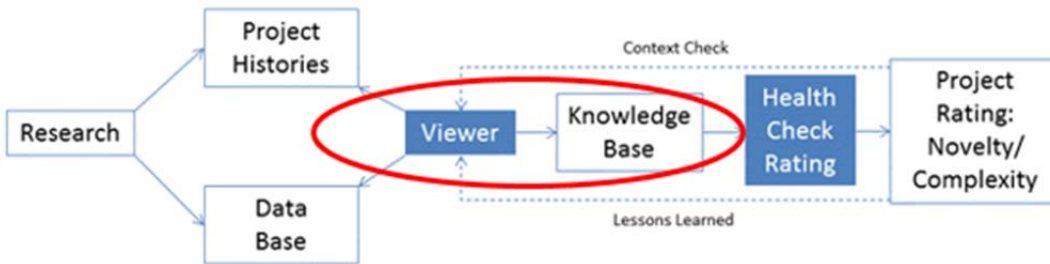 Project
Histories
Context Check
Research
Viewer
Knowledge
Base
Health
Check
Rating
Project
Rating:
Novelty/
Complexity
Data
Base
Lessons Learned